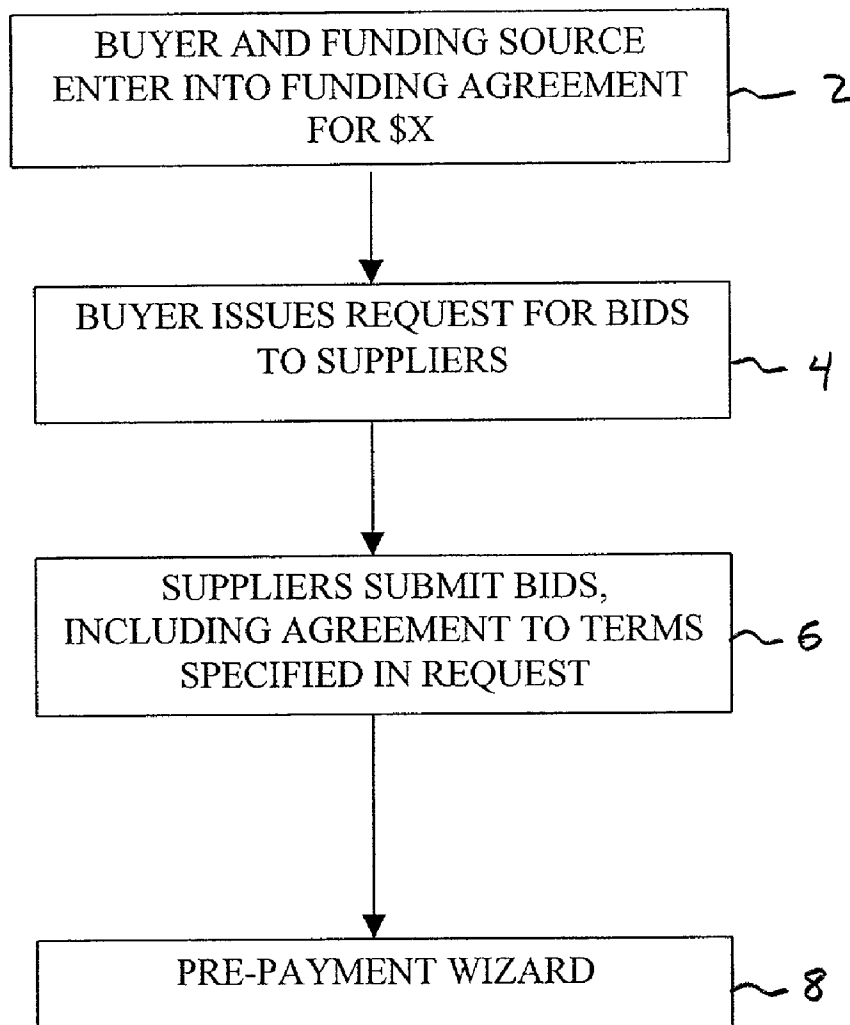 BUYER AND FUNDING SOURCE
ENTER INTO FUNDING AGREEMENT
FOR $X
2
BUYER ISSUES REQUEST FOR BIDS
TO SUPPLIERS
4
SUPPLIERS SUBMIT BIDS,
INCLUDING AGREEMENT TO TERMS
SPECIFIED IN REQUEST
6
PRE-PAYMENT WIZARD
8